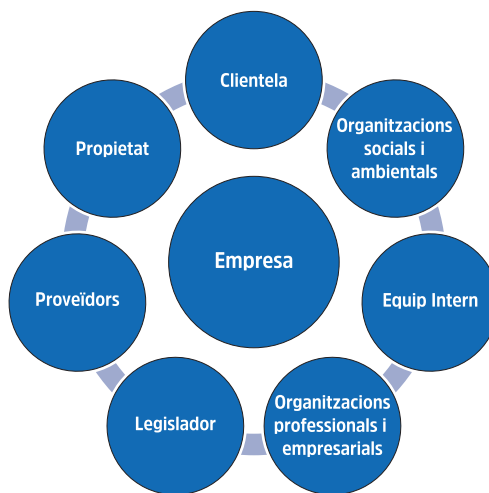 Clientela
Organitzacions
socials i
ambientals
Propietat
Empresa
Proveïdors
Equip Intern
Organitzacions
professionals i
empresarials
Legislador